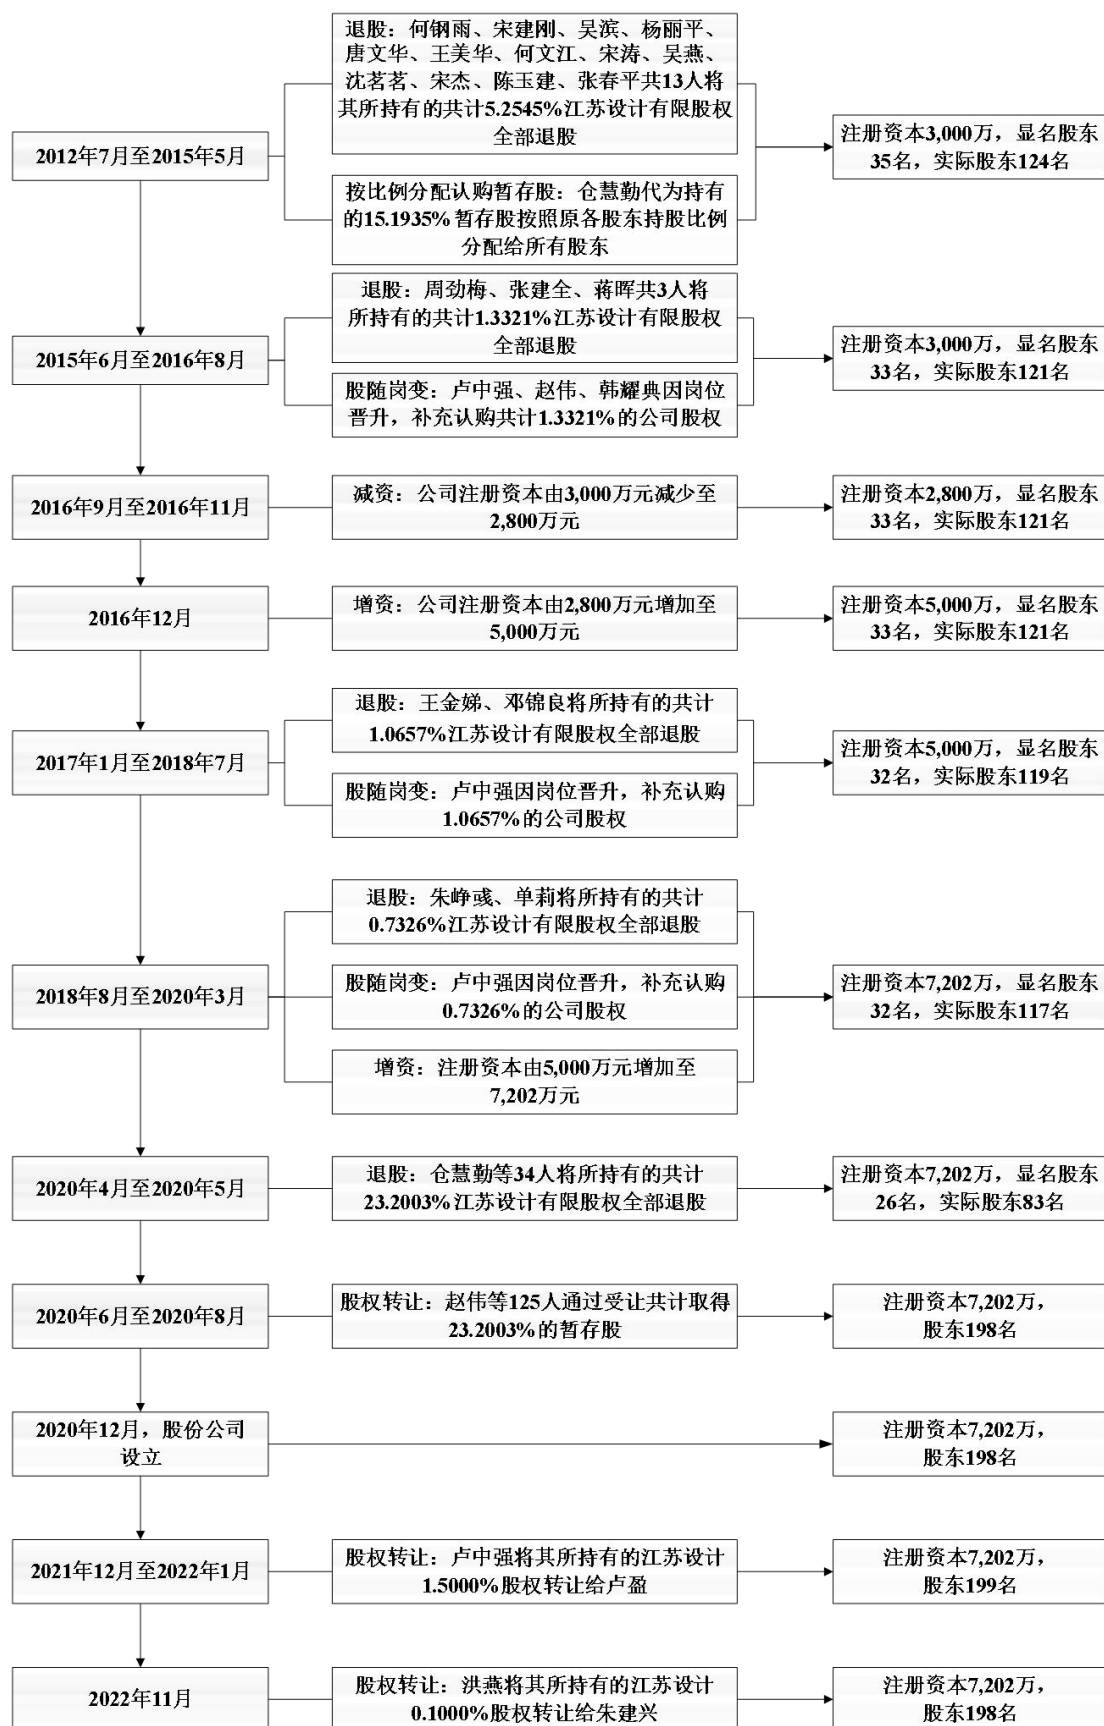 2012年7月至2015年5月
退股：何钢雨、宋建刚、吴滨、杨丽平、
唐文华、王美华、何文江、宋涛、吴燕、
沈茗茗、宋杰、陈玉建、张春平共13人将
其所持有的共计5.2545%江苏设计有限股权
全部退股
按比例分配认购暂存股：仓慧勤代为持有
的15.1935%暂存股按照原各股东持股比例
分配给所有股东
注册资本3,000万，显名股东
35名，实际股东124名
2015年6月至2016年8月
退股：周劲梅、张建全、蒋晖共3人将
所持有的共计1.3321%江苏设计有限股权
全部退股
股随岗变：卢中强、赵伟、韩耀典因岗位
晋升，补充认购共计1.3321%的公司股权
注册资本3,000万，显名股东
33名，实际股东121名
2016年9月至2016年11月
减资：公司注册资本由3,000万元减少至
2,800万元
注册资本2,800万，显名股东
33名，实际股东121名
2016年12月
增资：公司注册资本由2,800万元增加至
5,000万元
注册资本5,000万，显名股东
33名，实际股东121名
2017年1月至2018年7月
退股：王金娣、邓锦良将所持有的共计
1.0657%江苏设计有限股权全部退股
股随岗变：卢中强因岗位晋升，补充认购
1.0657%的公司股权
注册资本5,000万，显名股东
32名，实际股东119名
2018年8月至2020年3月
退股：朱峥彧、单莉将所持有的共计
0.7326%江苏设计有限股权全部退股
股随岗变：卢中强因岗位晋升，补充认购
0.7326%的公司股权
增资：注册资本由5,000万元增加至
7,202万元
注册资本7,202万，显名股东
32名，实际股东117名
2020年4月至2020年5月
退股：仓慧勤等34人将所持有的共计
23.2003%江苏设计有限股权全部退股
注册资本7,202万，显名股东
26名，实际股东83名
2020年6月至2020年8月
股权转让：赵伟等125人通过受让共计取得
23.2003%的暂存股
注册资本7,202万，
股东198名
2020年12月，股份公司
设立
注册资本7,202万，
股东198名
2021年12月至2022年1月
股权转让：卢中强将其所持有的江苏设计
1.5000%股权转让给卢盈
注册资本7,202万，
股东199名
2022年11月
股权转让：洪燕将其所持有的江苏设计
0.1000%股权转让给朱建兴
注册资本7,202万，
股东198名